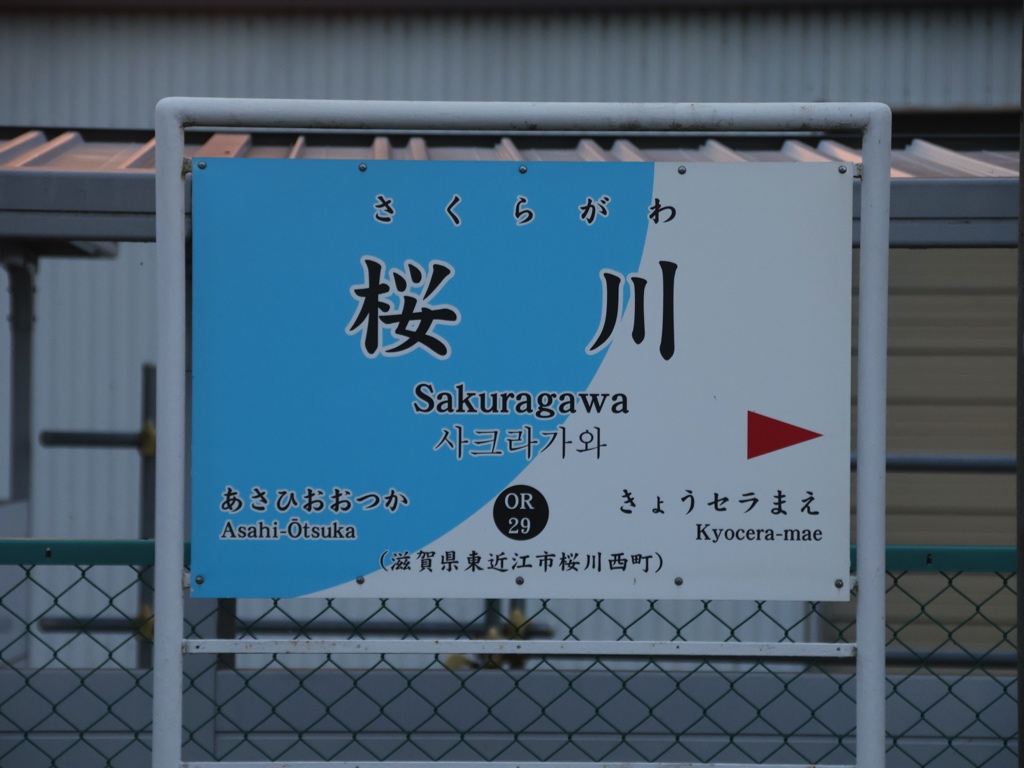 さくらがわ
桜川
Sakuragawa
사크라가와
あさひおおつか
Asahi-Ōtsuka
OR
29
きょうセラまえ
Kyocera-mae
(滋賀県東近江市桜川西町)